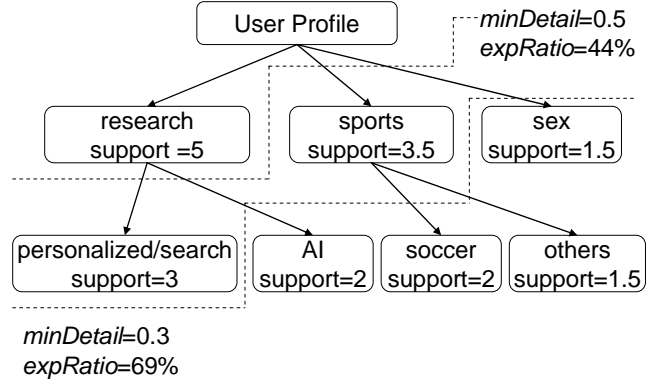 User Profile
minDetail=0.5
expRatio=44%
research
support =5
sports
support=3.5
sex
support=1.5
personalized/search
support=3
AI
support=2
soccer
support=2
others
support=1.5
minDetail=0.3
expRatio=69%